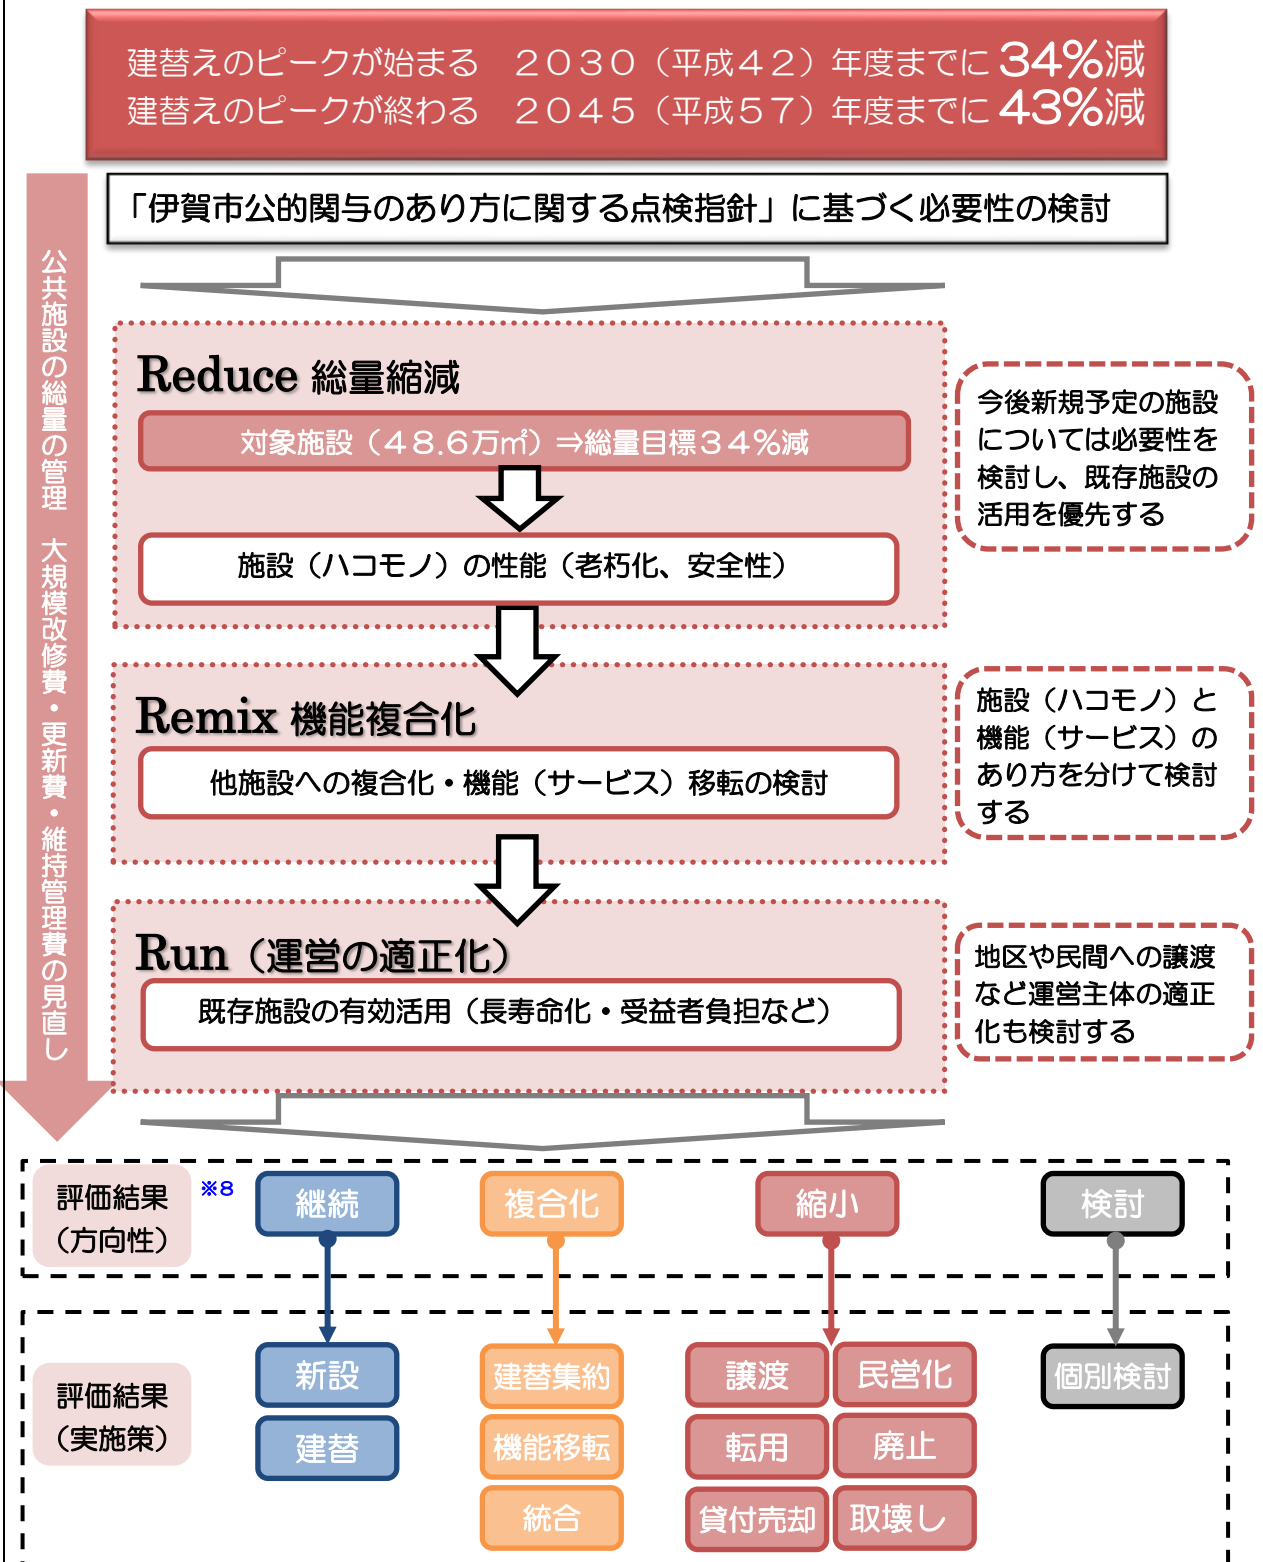 建替えのピークが始まる　２０３０（平成４２）年度までに 34%減
建替えのピークが終わる　２０４５（平成５７）年度までに 43%減
「伊賀市公的関与のあり方に関する点検指針」に基づく必要性の検討
公共施設の総量の管理　大規模改修費・更新費・維持管理費の見直し
Reduce 総量縮減
対象施設（４８.６万㎡）⇒総量目標３４％減
施設（ハコモノ）の性能（老朽化、安全性）
今後新規予定の施設
については必要性を
検討し、既存施設の
活用を優先する
Remix 機能複合化
他施設への複合化・機能（サービス）移転の検討
施設（ハコモノ）と
機能（サービス）の
あり方を分けて検討
する
Run（運営の適正化）
既存施設の有効活用（長寿命化・受益者負担など）
地区や民間への譲渡
など運営主体の適正
化も検討する
評価結果
（方向性）
※8
継続
複合化
縮小
検討
評価結果
（実施策）
新設
建替
建替集約
機能移転
統合
譲渡
民営化
転用
廃止
貸付売却
取壊し
個別検討